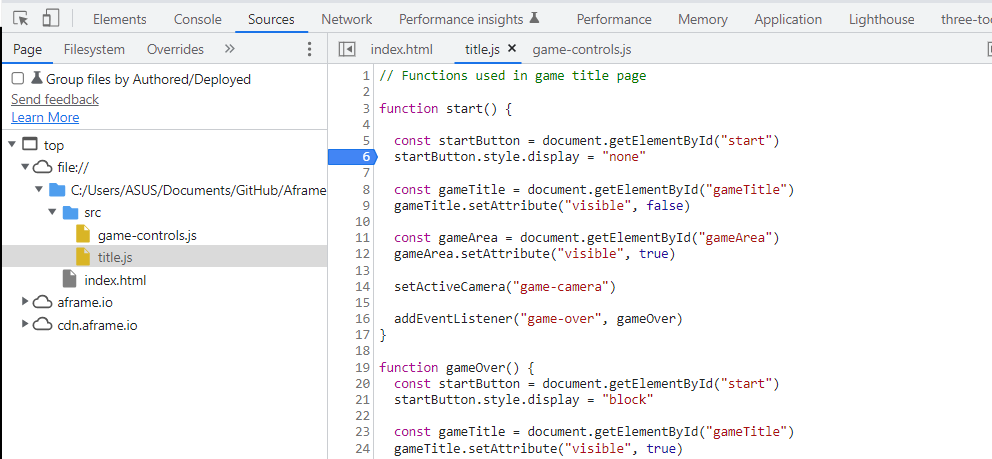 Elements Console Sources Network Performance insights Performance Memory Application Lighthouse three-to
Page Filesystem Overrides »
index.html title.js × game-controls.js
Group files by Authored/Deployed
Send feedback
Learn More
top
file://
C:/Users/ASUS/Documents/GitHub/Aframe
src
game-controls.js
title.js
index.html
aframe.io
cdn.aframe.io
1 // Functions used in game title page
2
3 function start() {
4
5 const startButton = document.getElementById("start")
6 startButton.style.display = "none"
7
8 const gameTitle = document.getElementById("gameTitle")
9 gameTitle.setAttribute("visible", false)
10
11 const gameArea = document.getElementById("gameArea")
12 gameArea.setAttribute("visible", true)
13
14 setActiveCamera("game-camera")
15
16 addEventListener("game-over", gameOver)
17 }
18
19 function gameOver() {
20 const startButton = document.getElementById("start")
21 startButton.style.display = "block"
22
23 const gameTitle = document.getElementById("gameTitle")
24 gameTitle.setAttribute("visible", true)